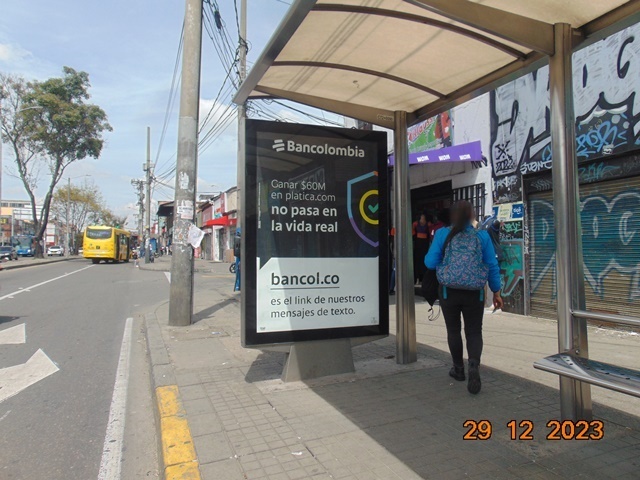 Bancolombia
Ganar $60M
en platica.com
no pasa en
la vida real
bancol.co
es el link de nuestros
mensajes de texto.
29 12 2023